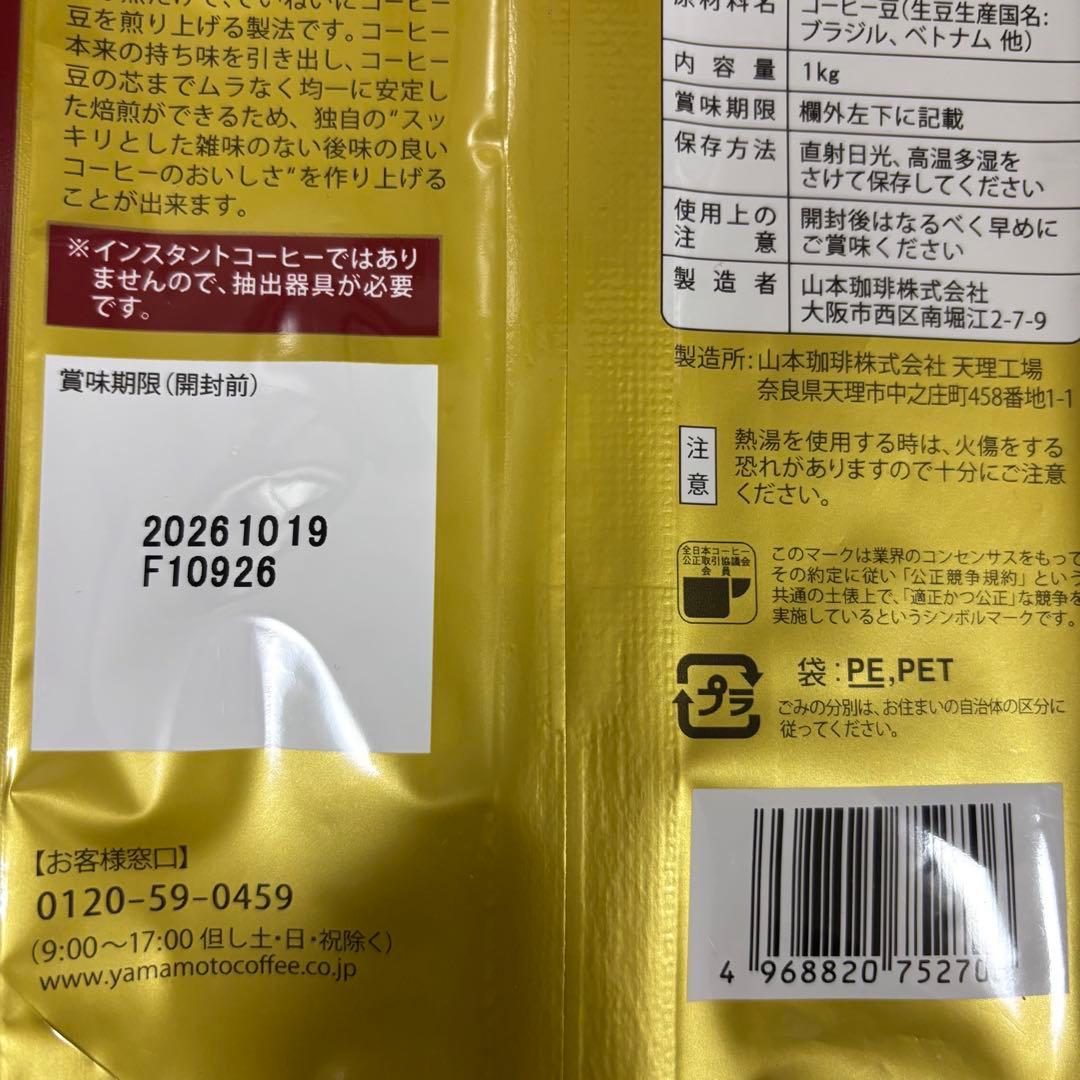 豆を煎り上げる製法です。コーヒー
本来の持ち味を引き出し、コーヒー
豆の芯までムラなく均一に安定し
た焙煎ができるため、独自の"スッ
キリとした雑味のない後味の良い
コーヒーのおいしさ"を作り上げる
ことが出来ます。
※インスタントコーヒーではあり
ませんので、抽出器具が必要
です。
賞味期限（開封前）
20261019
F10926
【お客様窓口】
0120-59-0459
(9:00～17:00 但し土・日・祝除く)
www.yamamotocoffee.co.jp
原材料名 コーヒー豆(生豆生産国名:
ブラジル、ベトナム 他)
内容量 1kg
賞味期限 欄外左下に記載
保存方法 直射日光、高温多湿を
さけて保存してください
使用上の注意 開封後はなるべく早めに
ご賞味ください
製造者 山本珈琲株式会社
大阪市西区南堀江2-7-9
製造所:山本珈琲株式会社 天理工場
奈良県天理市中之庄町458番地1-1
注意
熱湯を使用する時は、火傷をする
恐れがありますので十分にご注意
ください。
全日本コーヒー
公正取引協議会
会員
このマークは業界のコンセンサスをもって
その約定に従い「公正競争規約」という
共通の土俵上で、「適正かつ公正」な競争を
実施しているというシンボルマークです。
プラ
袋:PE,PET
ごみの分別は、お住まいの自治体の区分に
従ってください。
4 968820 75270